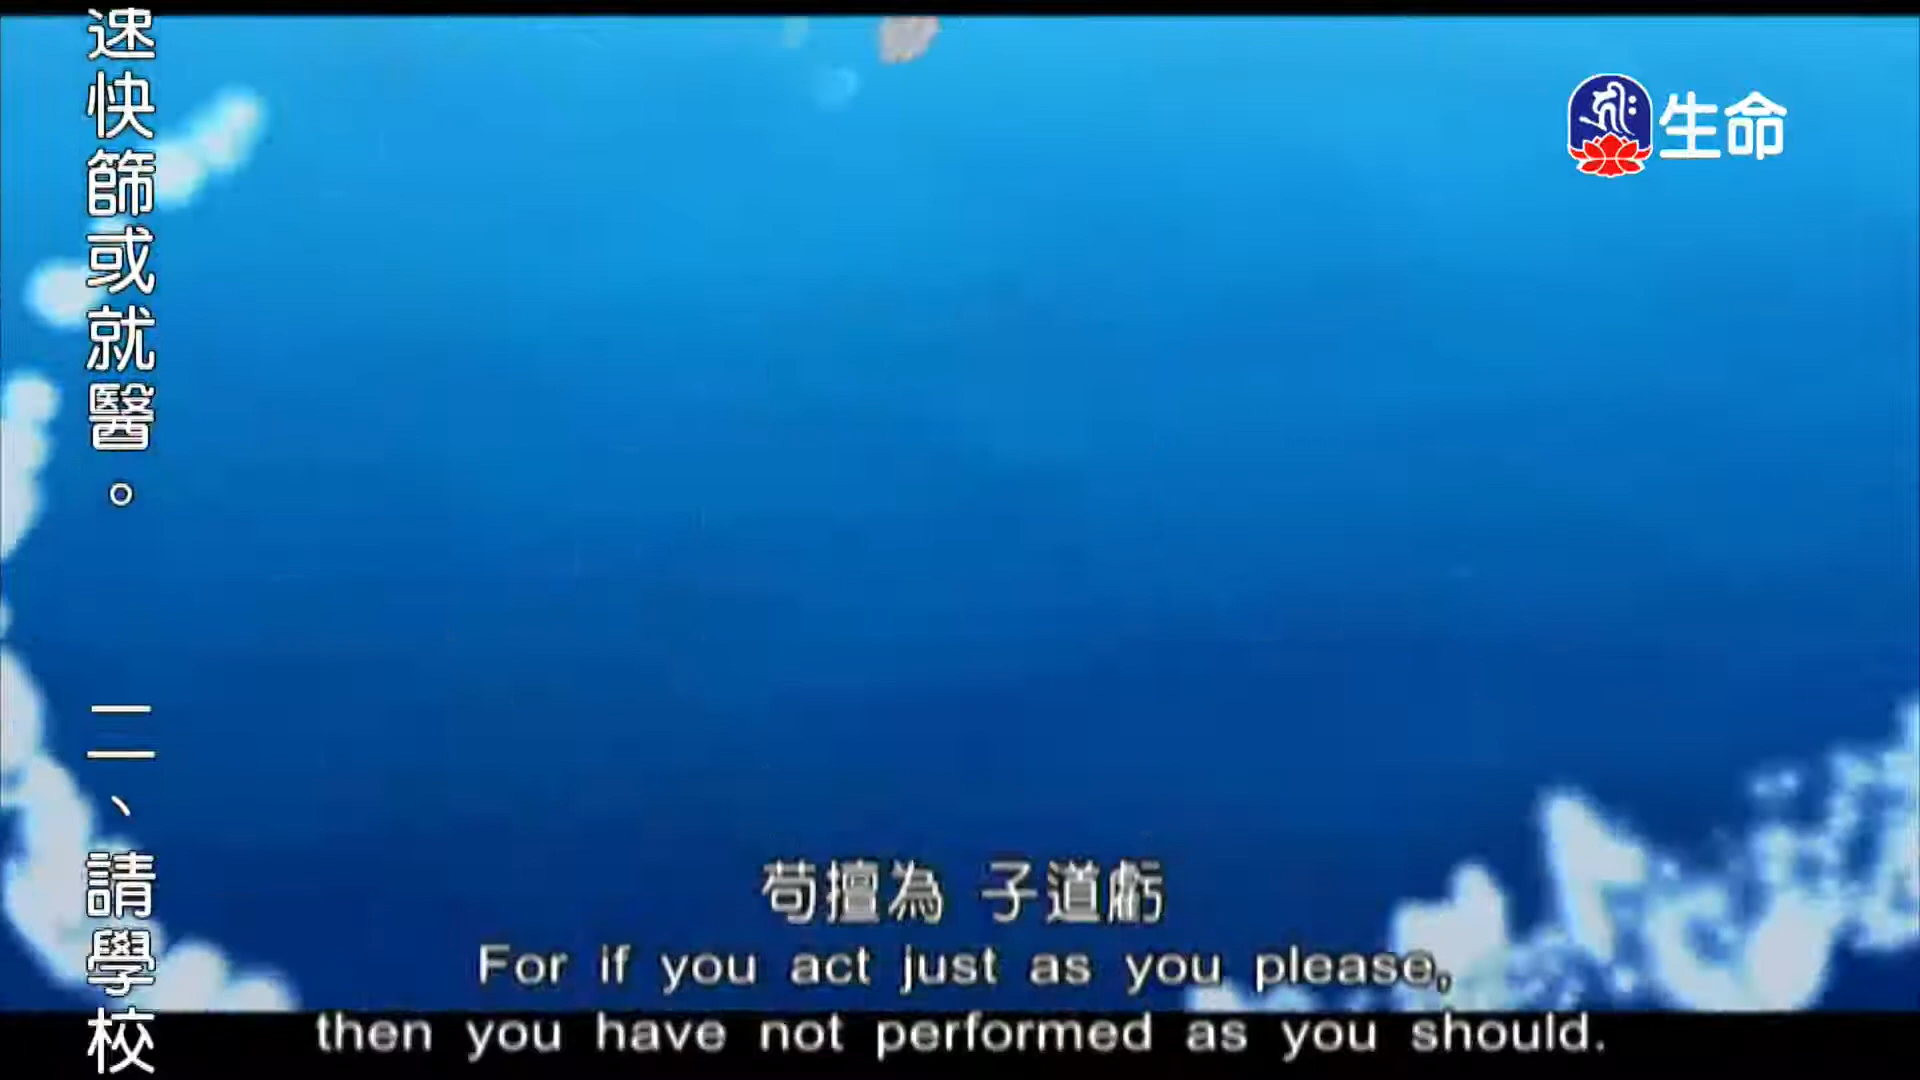 速快篩或就醫。 二、請學校
生命
苟擅為 子道虧
For if you act just as you please,
then you have not performed as you should.